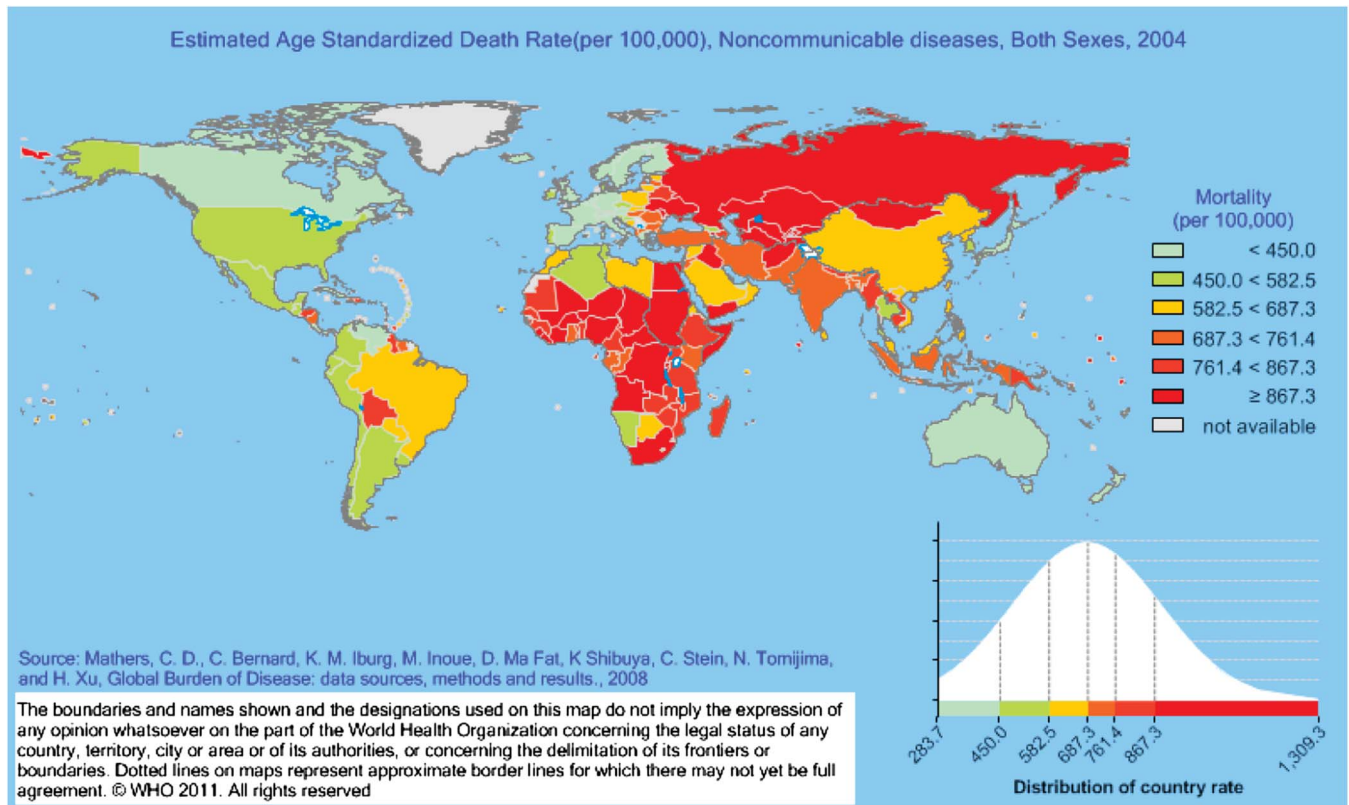 Estimated Age Standardized Death Rate(per 100,000), Noncommunicable diseases, Both Sexes, 2004
Mortality
(per 100,000)
< 450.0
450.0 < 582.5
582.5 < 687.3
687.3 < 761.4
761.4 < 867.3
≥ 867.3
not available
283.7
450.0
582.5
687.3
761.4
867.3
1,309.3
Distribution of country rate
Source: Mathers, C. D., C. Bernard, K. M. Iburg, M. Inoue, D. Ma Fat, K Shibuya, C. Stein, N. Tomijima,
and H. Xu, Global Burden of Disease: data sources, methods and results., 2008
The boundaries and names shown and the designations used on this map do not imply the expression of
any opinion whatsoever on the part of the World Health Organization concerning the legal status of any
country, territory, city or area or of its authorities, or concerning the delimitation of its frontiers or
boundaries. Dotted lines on maps represent approximate border lines for which there may not yet be full
agreement. © WHO 2011. All rights reserved